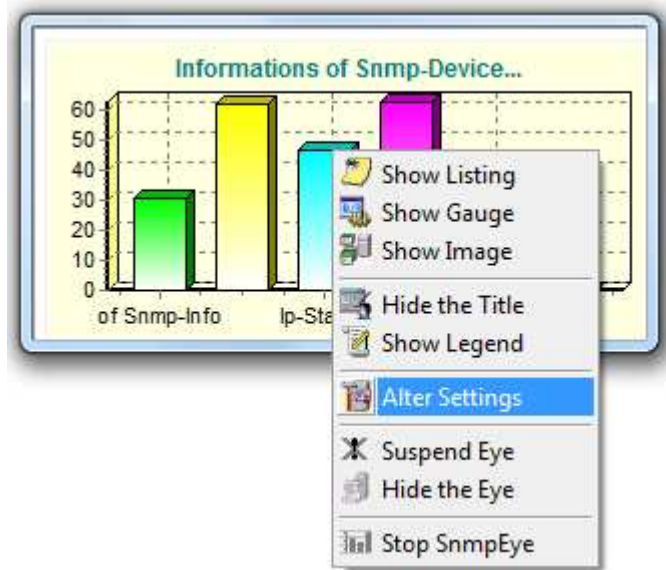 Informations of Snmp-Device...
60
50
40
30
20
10
0
of Snmp-Info Ip-Sta
Show Listing
Show Gauge
Show Image
Hide the Title
Show Legend
Alter Settings
Suspend Eye
Hide the Eye
Stop SnmpEye